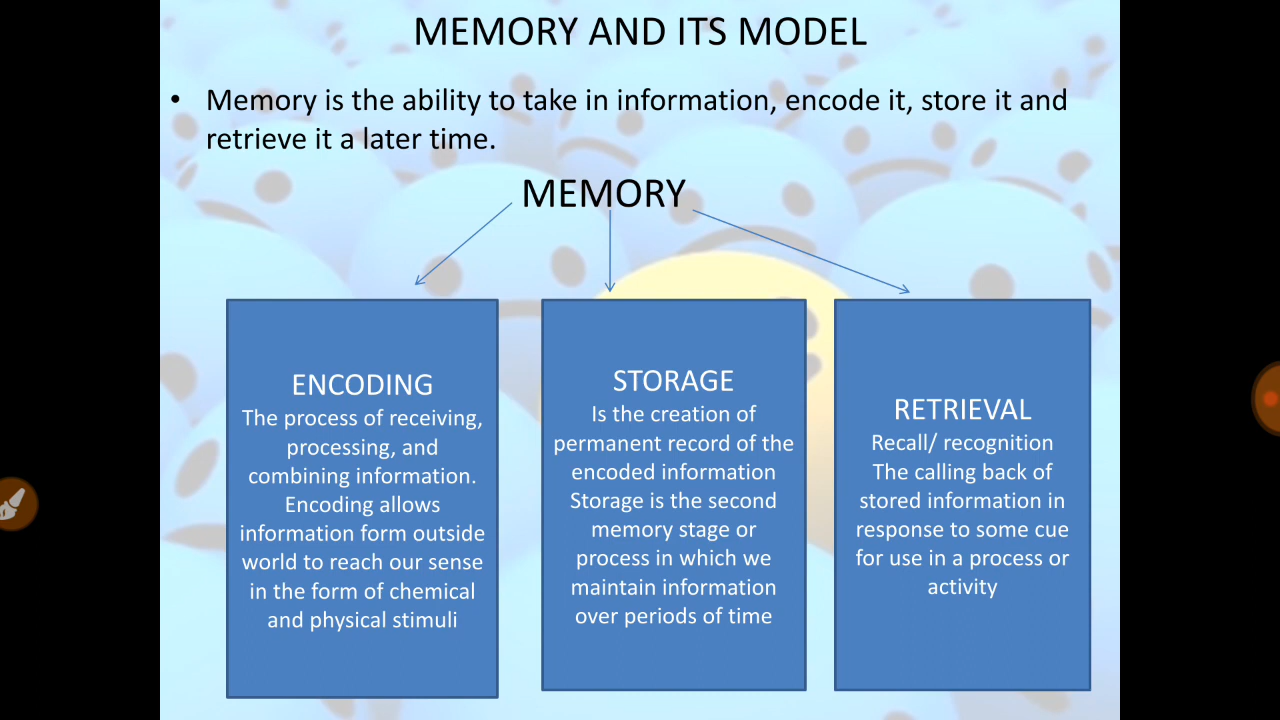 MEMORY AND ITS MODEL
• Memory is the ability to take in information, encode it, store it and
retrieve it a later time.
MEMORY
ENCODING
The process of receiving,
processing, and
combining information.
Encoding allows
information form outside
world to reach our sense
in the form of chemical
and physical stimuli
STORAGE
Is the creation of
permanent record of the
encoded information
Storage is the second
memory stage or
process in which we
maintain information
over periods of time
RETRIEVAL
Recall/ recognition
The calling back of
stored information in
response to some cue
for use in a process or
activity